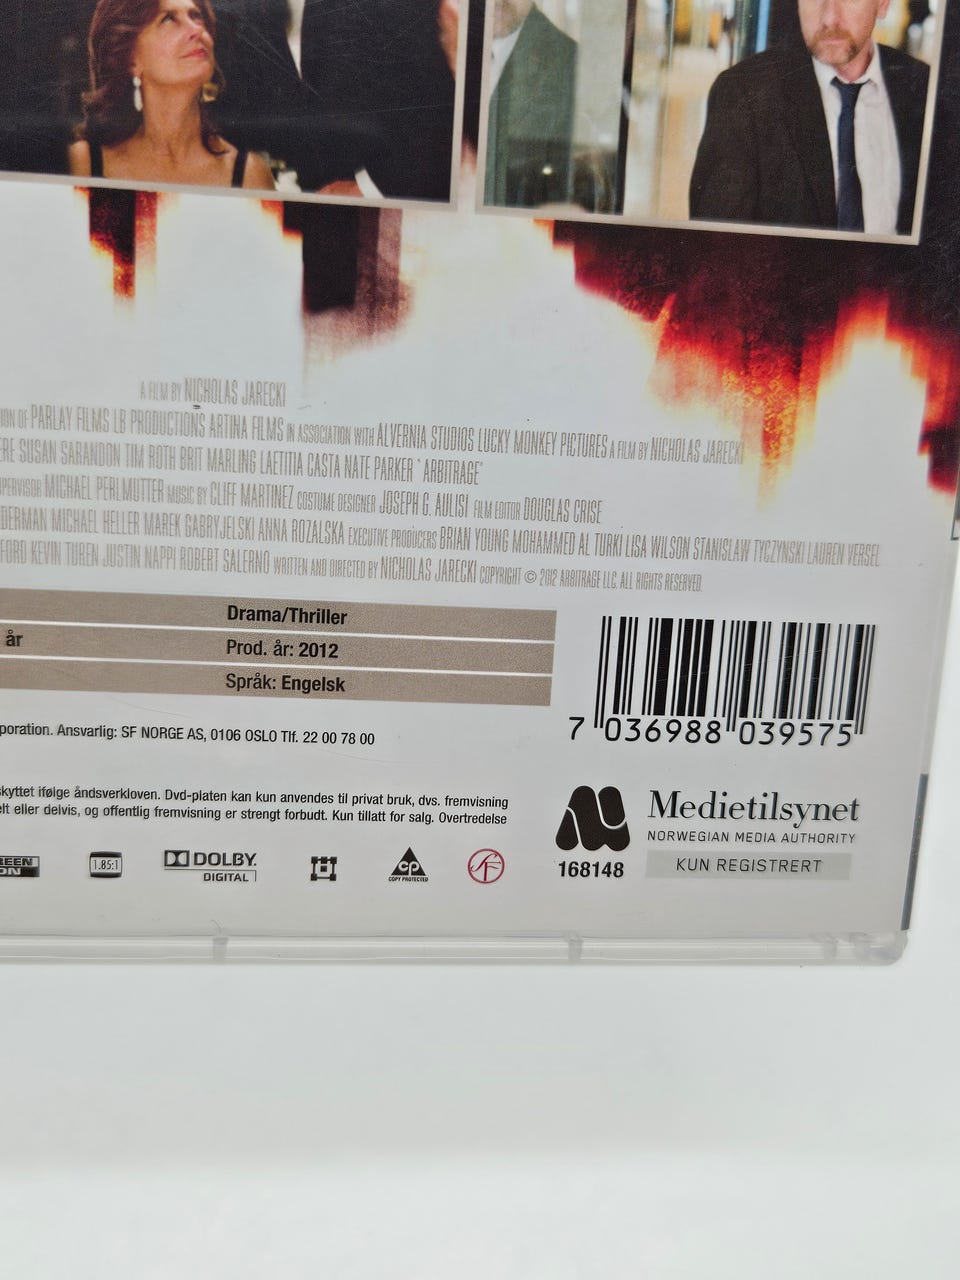 A FILM BY NICHOLAS JARECKI
ION OF PARLAY FILMS LB PRODUCTIONS ARTINA FILMS IN ASSOCIATION WITH ALVERNIA STUDIOS LUCKY MONKEY PICTURES A FILM BY NICHOLAS JARECKI
ERE SUSAN SARANDON TIM ROTH BRIT MARLING LAETITIA CASTA NATE PARKER "ARBITRAGE"
UPERVISOR MICHAEL PERLMUTTER MUSIC BY CLIFF MARTINEZ COSTUME DESIGNER JOSEPH G. AULISI FILM EDITOR DOUGLAS CRISE
DERMAN MICHAEL HELLER MAREK GABRYJELSKI ANNA ROZALSKA EXECUTIVE PRODUCERS BRIAN YOUNG MOHAMMED AL TURKI LISA WILSON STANISLAW TYCZYNSKI LAUREN VERSEL
FORD KEVIN TUREN JUSTIN NAPPI ROBERT SALERNO WRITTEN AND DIRECTED BY NICHOLAS JARECKI COPYRIGHT © 2012 ARBITRAGE LLC. ALL RIGHTS RESERVED.
Drama/Thriller
år Prod. år: 2012
Språk: Engelsk
7 036988 039575
poration. Ansvarlig: SF NORGE AS, 0106 OSLO Tlf. 22 00 78 00
skyttet ifølge åndsverkloven. Dvd-platen kan kun anvendes til privat bruk, dvs. fremvisning
elt eller delvis, og offentlig fremvisning er strengt forbudt. Kun tillatt for salg. Overtredelse
Medietilsynet
NORWEGIAN MEDIA AUTHORITY
168148 KUN REGISTRERT
EEN
ON
1.85:1
DOLBY
DIGITAL
CP
COPY PROTECTED
SF